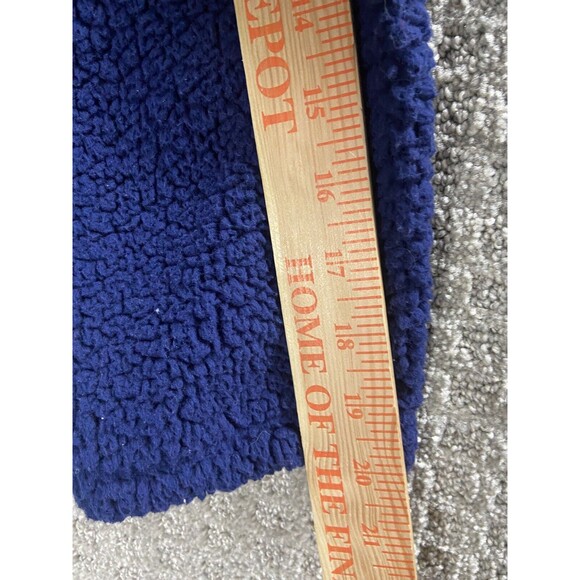 14 15 16 17 18 19 20 21
EPOT HOME OF THE FIN